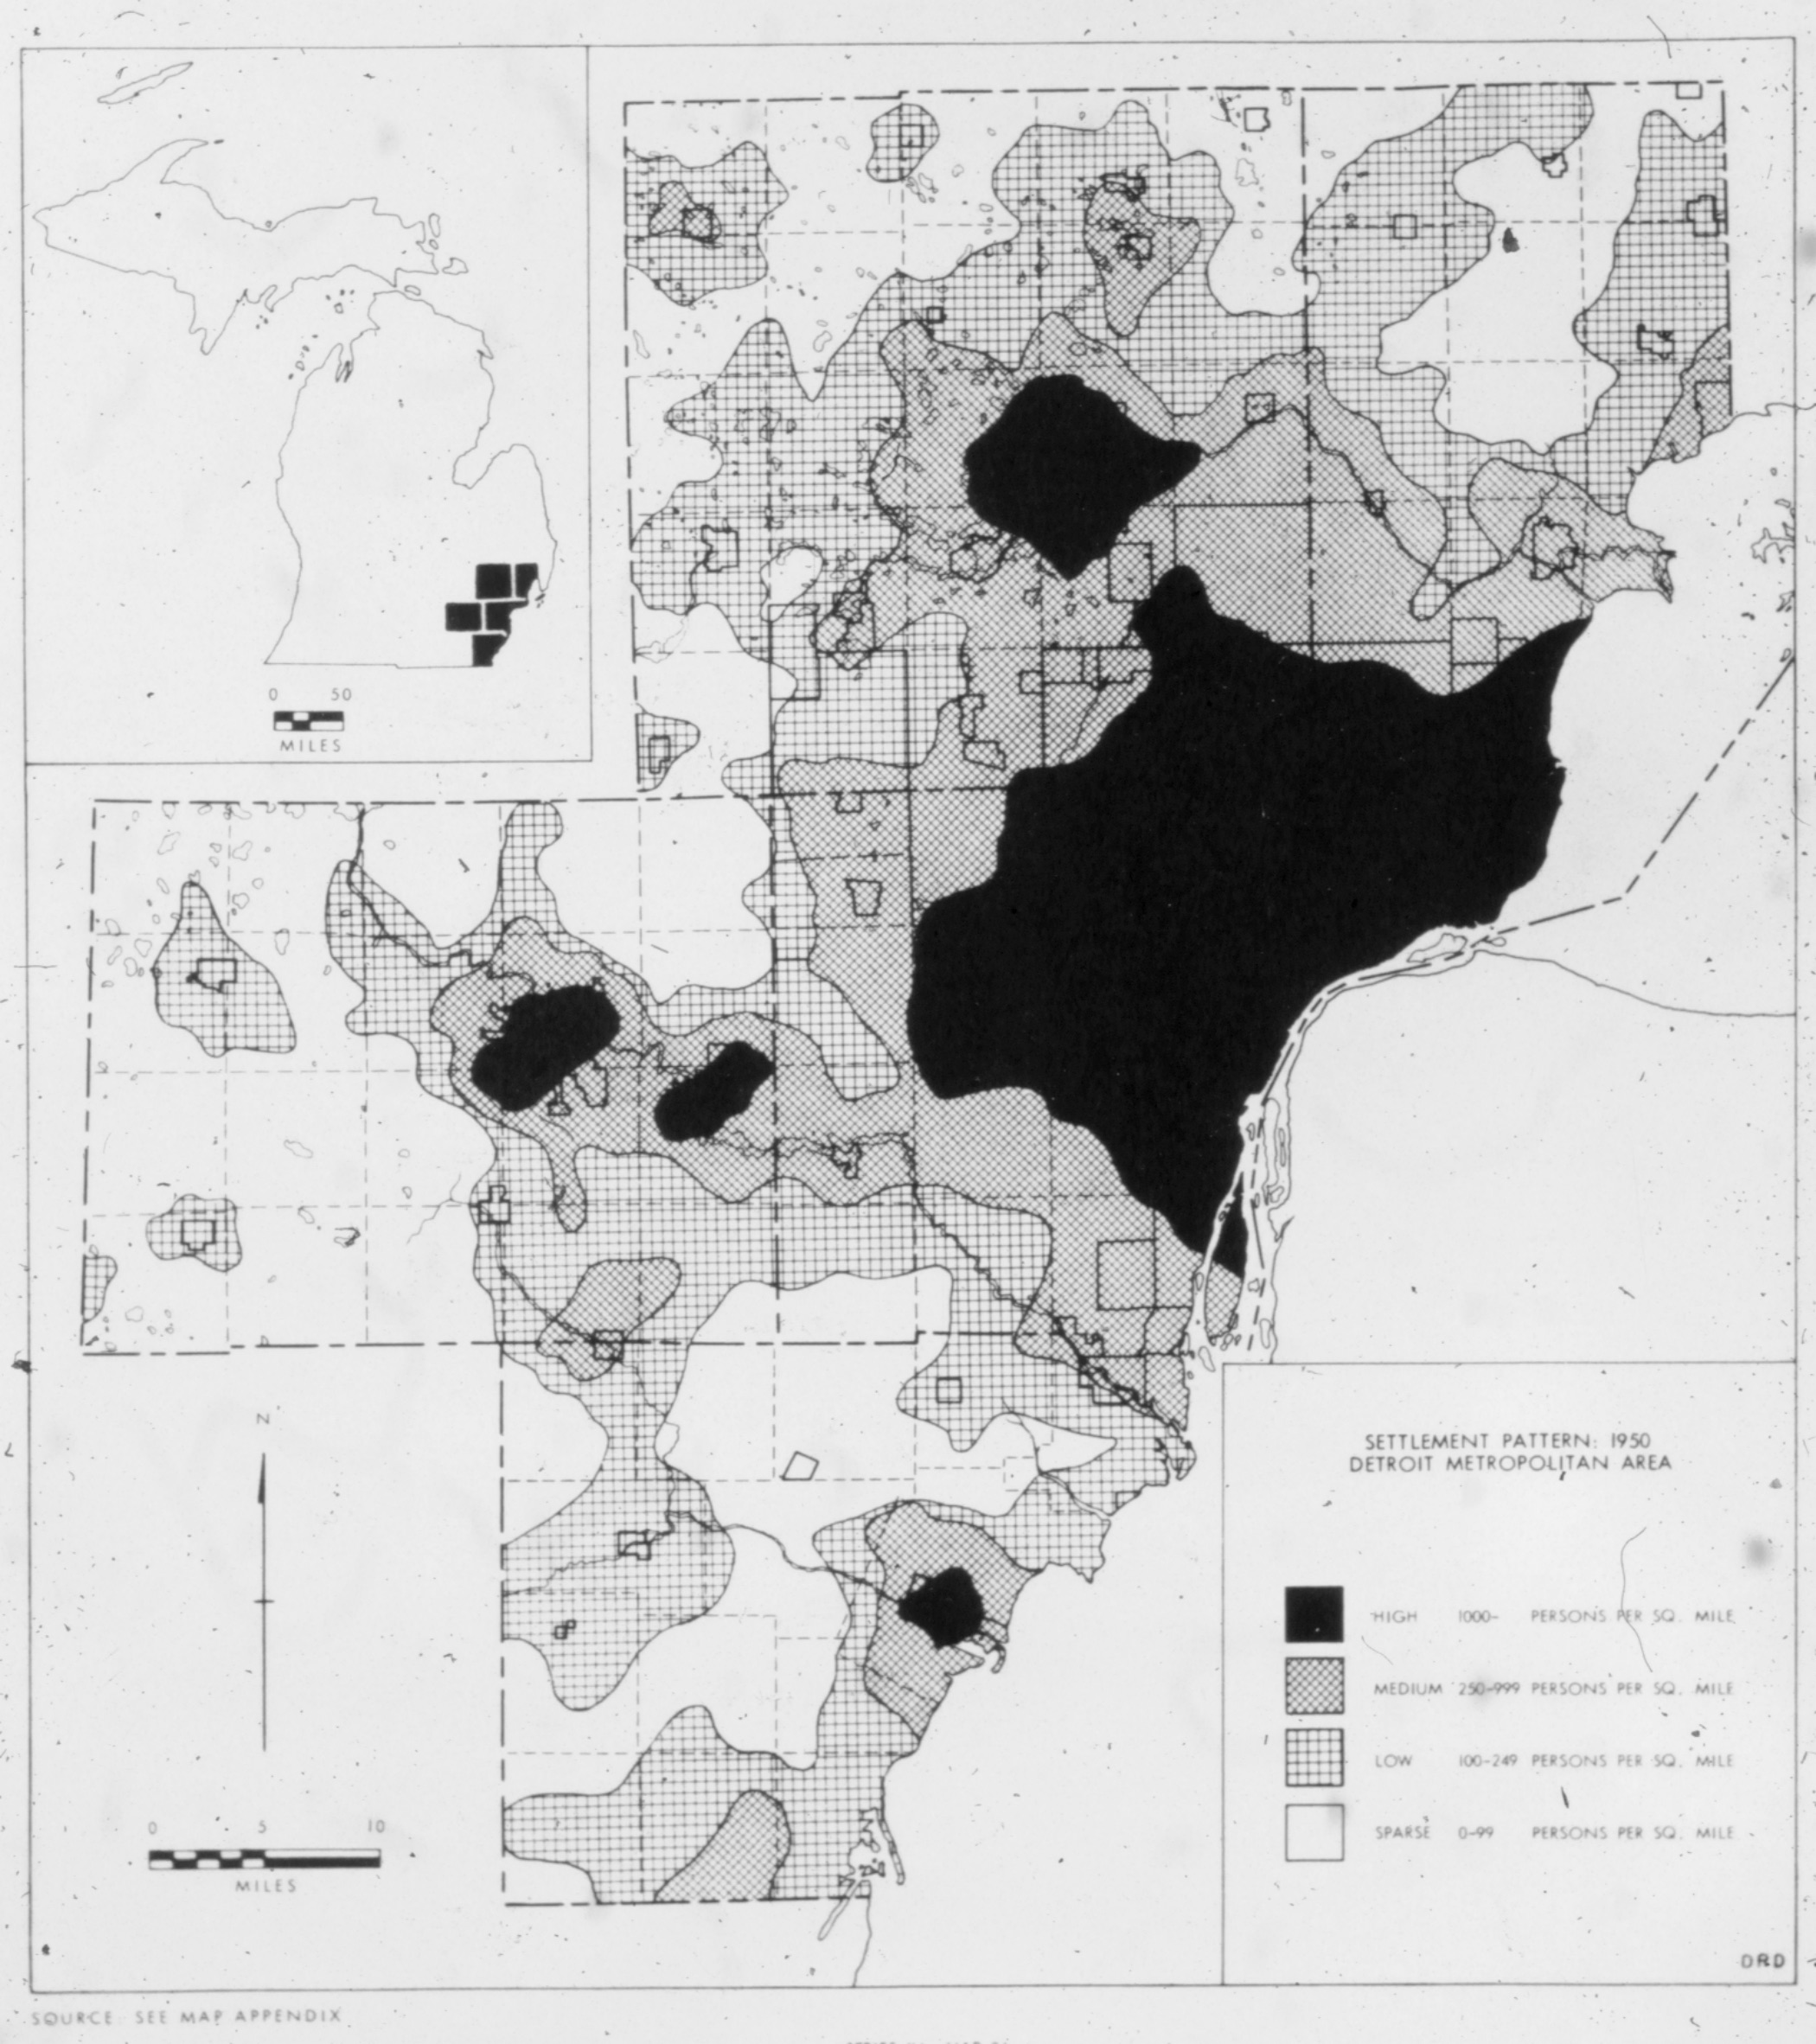 0 50
MILES
N
0 5 10
MILES
SETTLEMENT PATTERN: 1950
DETROIT METROPOLITAN AREA
HIGH 1000- PERSONS PER SQ. MILE
MEDIUM 250-999 PERSONS PER SQ. MILE
LOW 100-249 PERSONS PER SQ. MILE
SPARSE 0-99 PERSONS PER SQ. MILE
DRD
SOURCE: SEE MAP APPENDIX